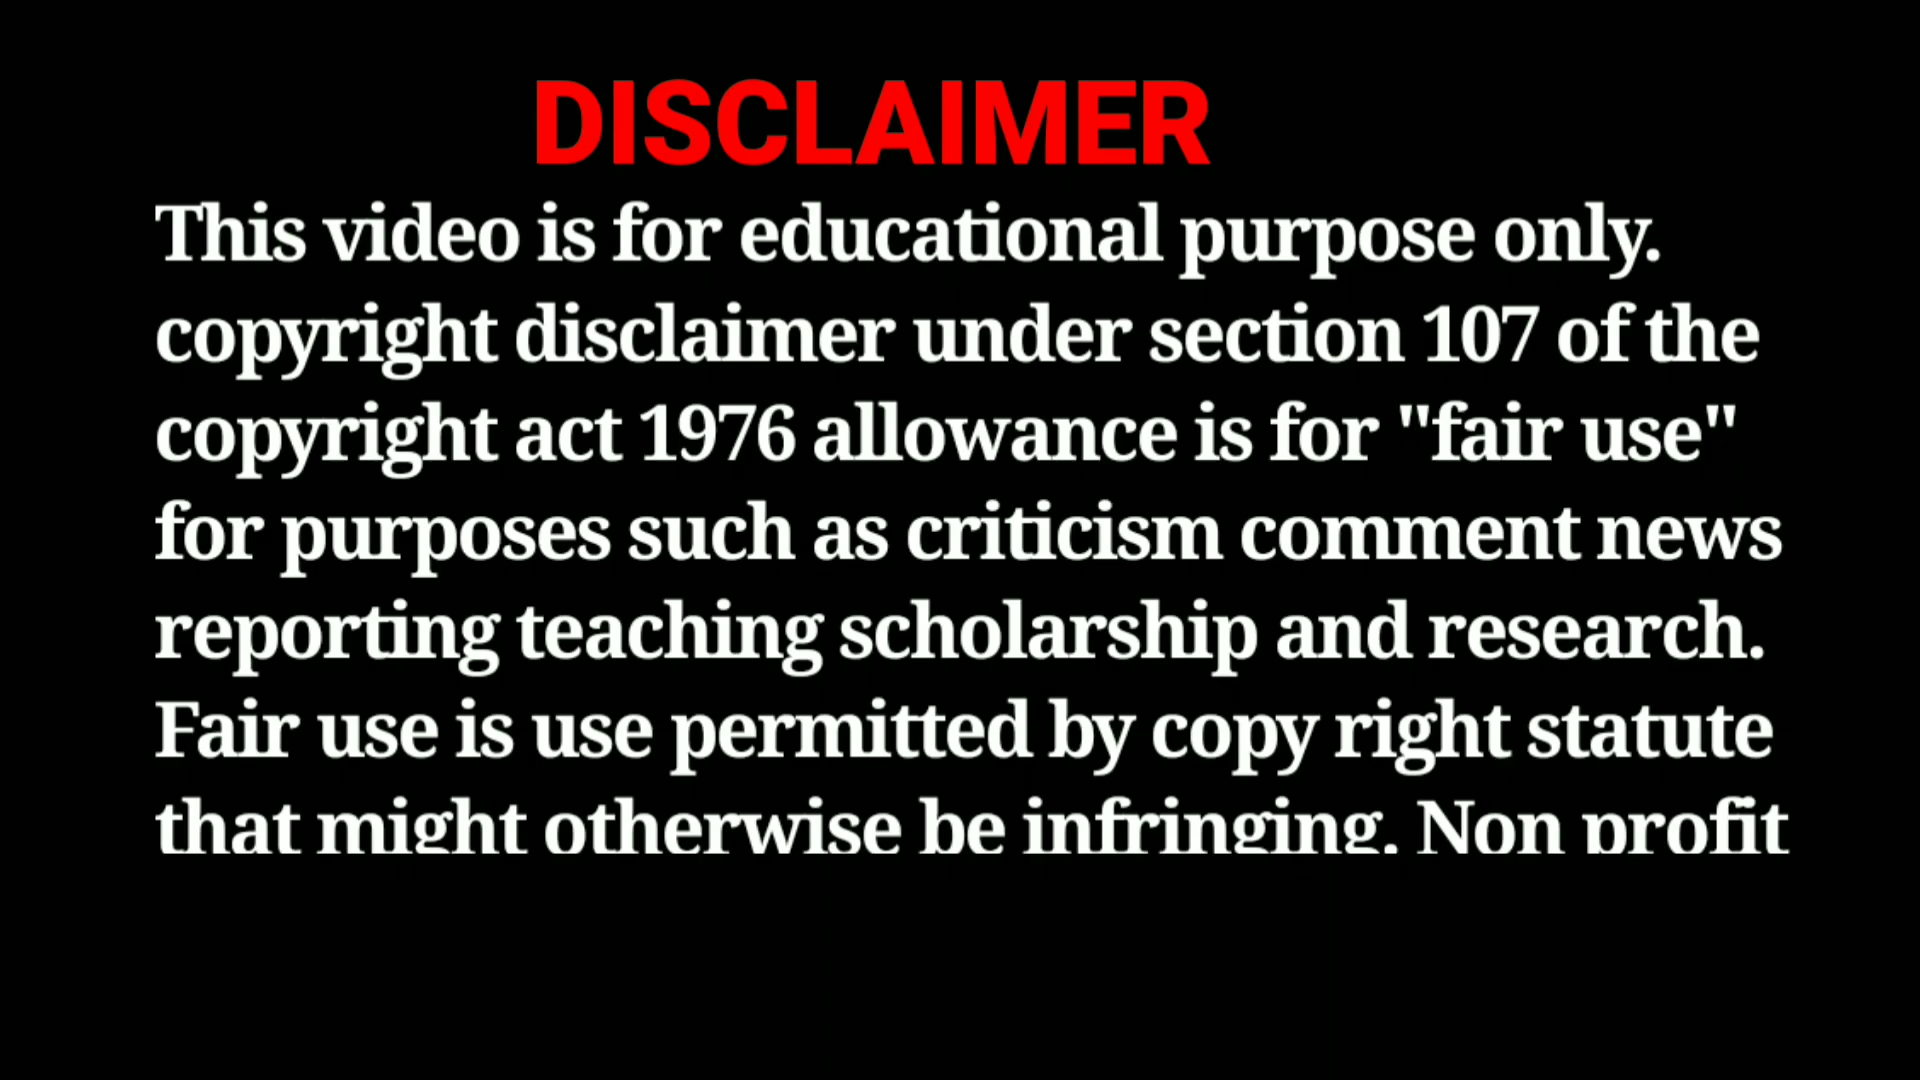 DISCLAIMER
This video is for educational purpose only.
copyright disclaimer under section 107 of the
copyright act 1976 allowance is for "fair use"
for purposes such as criticism comment news
reporting teaching scholarship and research.
Fair use is use permitted by copy right statute
that might otherwise be infringing. Non profit